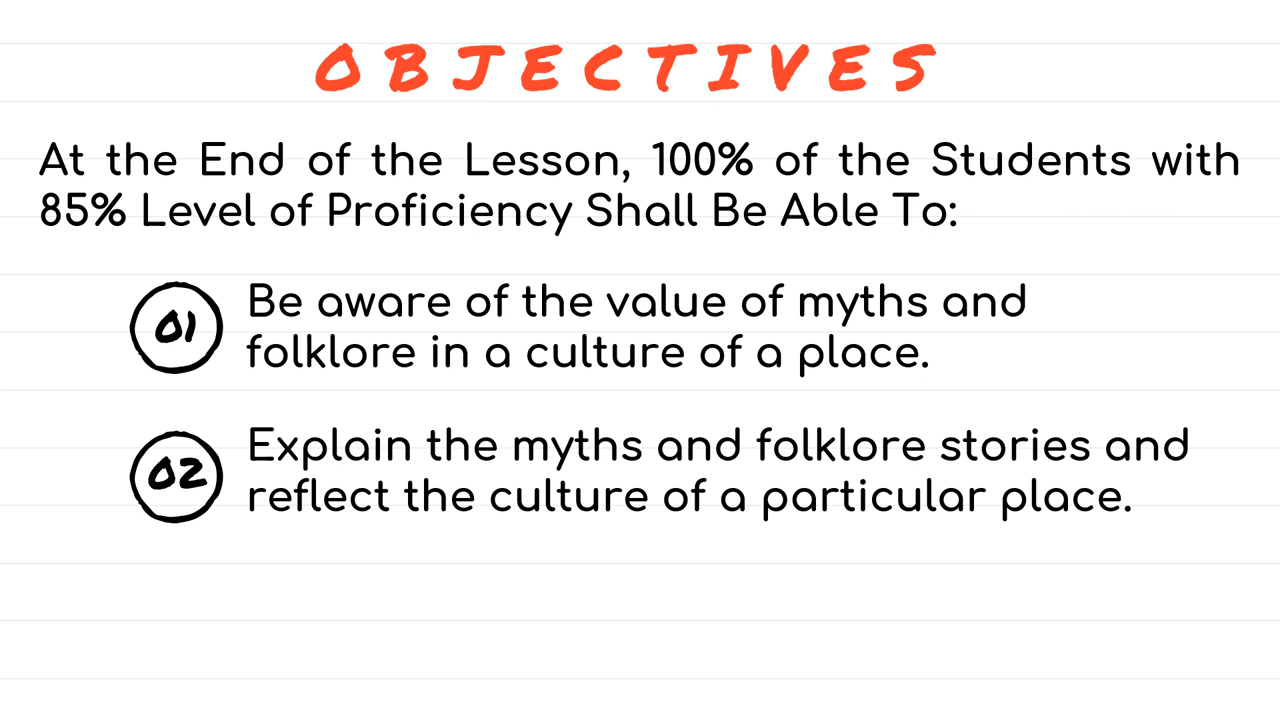 OBJECTIVES
At the End of the Lesson, 100% of the Students with
85% Level of Proficiency Shall Be Able To:
01
Be aware of the value of myths and
folklore in a culture of a place.
02
Explain the myths and folklore stories and
reflect the culture of a particular place.